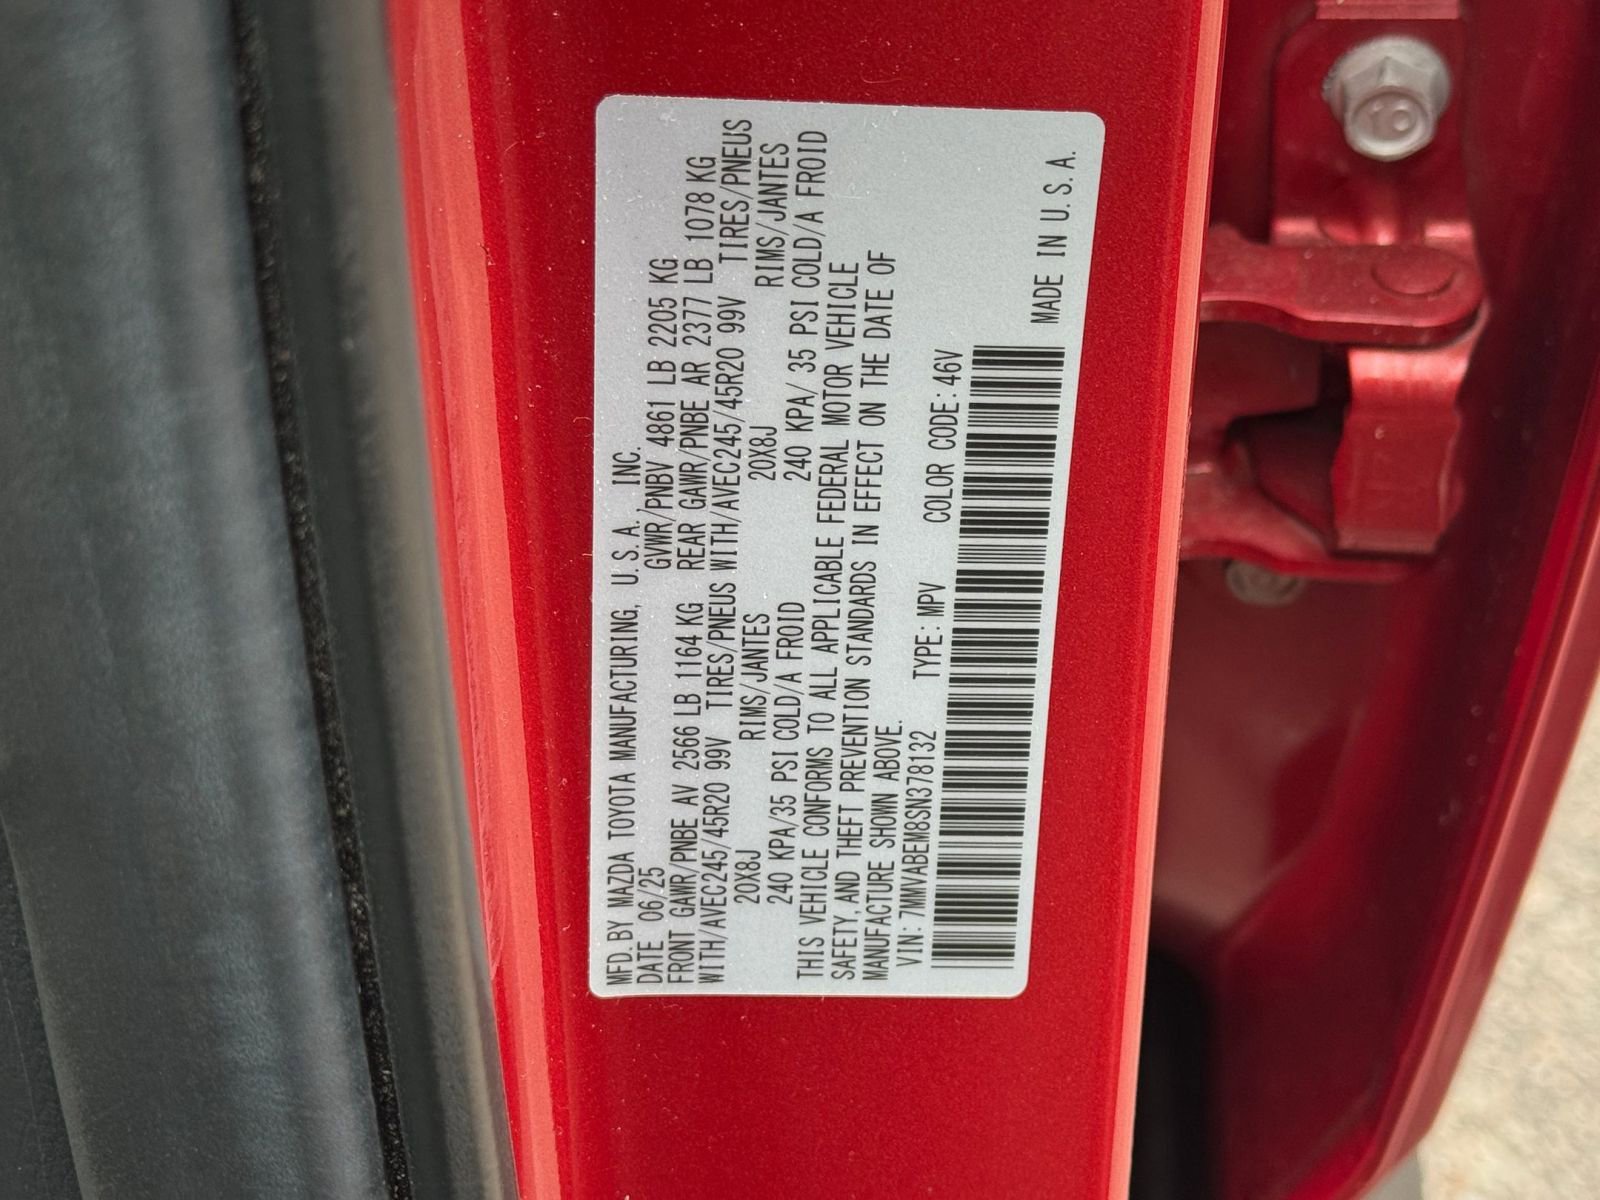 MFD. BY MAZDA TOYOTA MANUFACTURING, U.S.A. INC.
DATE 06/25 GVWR/PNBV 4861 LB 2205 KG
FRONT GAWR/PNBE AV 2566 LB 1164 KG REAR GAWR/PNBE AR 2377 LB 1078 KG
WITH/AVEC245/45R20 99V TIRES/PNEUS WITH/AVEC245/45R20 99V TIRES/PNEUS
20X8J RIMS/JANTES 20X8J RIMS/JANTES
240 KPA/35 PSI COLD/A FROID 240 KPA/ 35 PSI COLD/A FROID
THIS VEHICLE CONFORMS TO ALL APPLICABLE FEDERAL MOTOR VEHICLE
SAFETY, AND THEFT PREVENTION STANDARDS IN EFFECT ON THE DATE OF
MANUFACTURE SHOWN ABOVE.
VIN: 7MMVABEM8SN378132 TYPE: MPV COLOR CODE: 46V
MADE IN U.S.A.
10